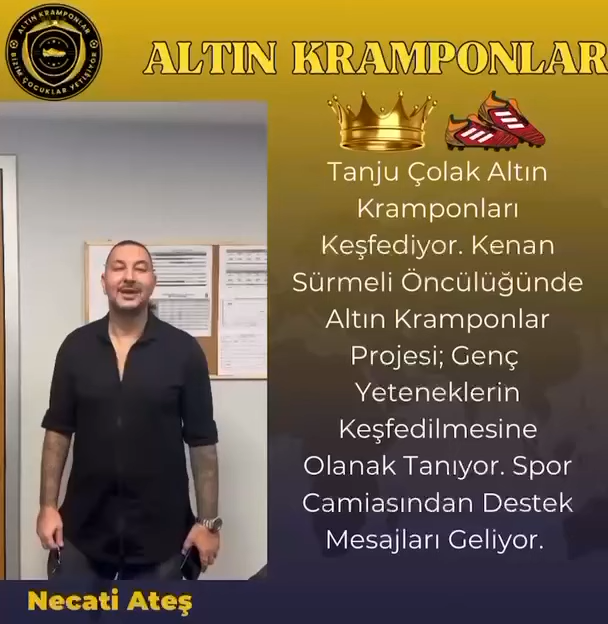 ALTIN KRAMPONLAR
BİZİM ÇOCUKLAR YETİŞİYOR
ALTIN KRAMPONLAR
Tanju Çolak Altın
Kramponları
Keşfediyor. Kenan
Sürmeli Öncülüğünde
Altın Kramponlar
Projesi; Genç
Yeteneklerin
Keşfedilmesine
Olanak Tanıyor. Spor
Camiasından Destek
Mesajları Geliyor.
Necati Ateş